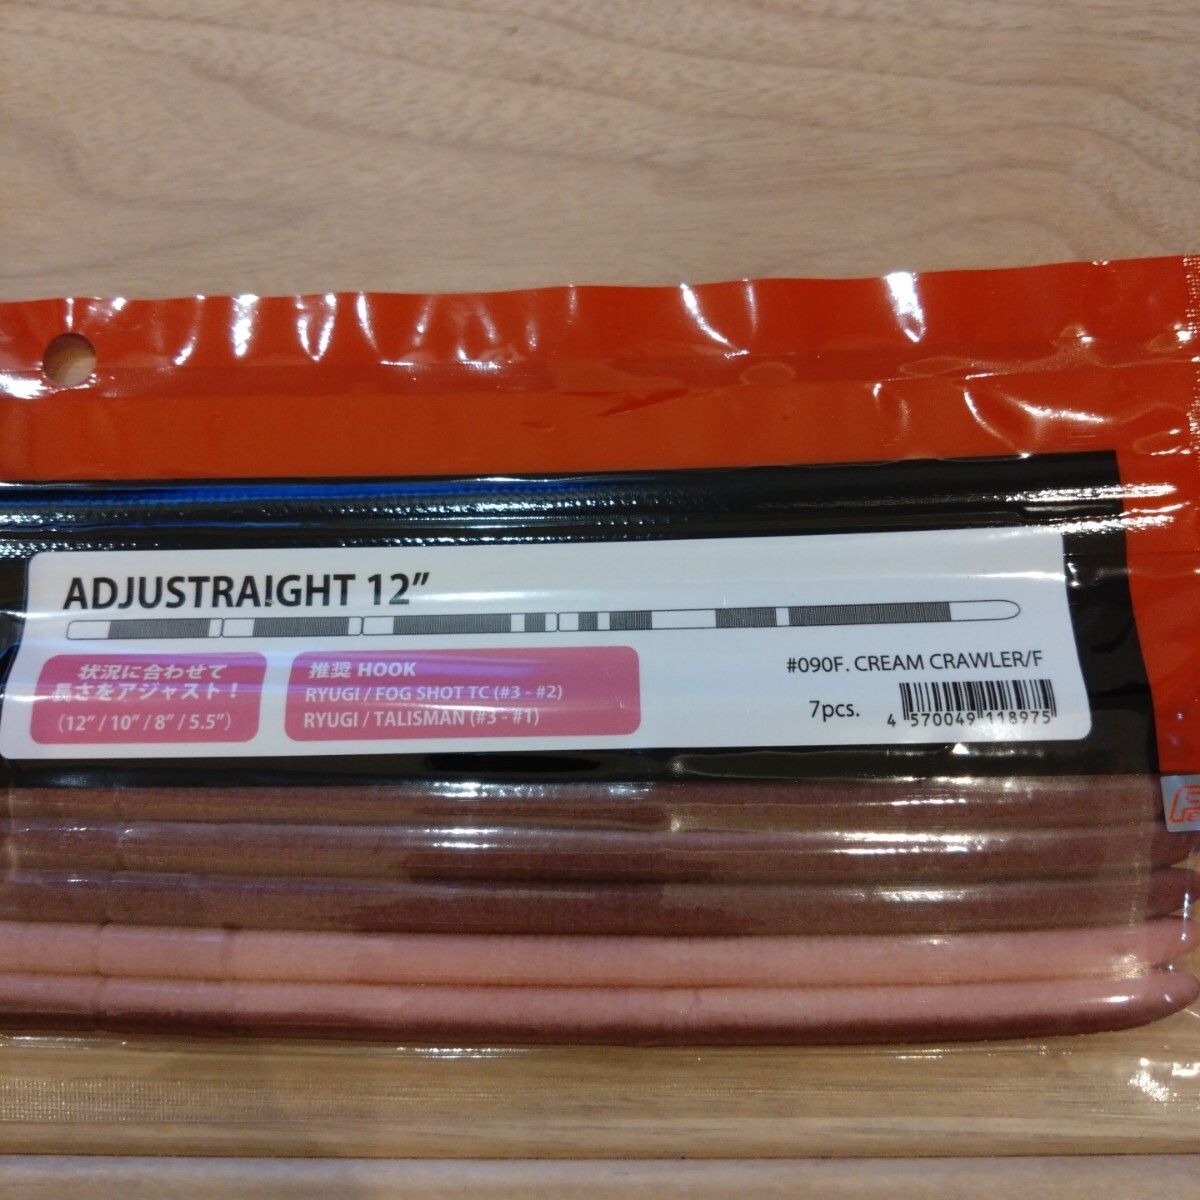 ADJUSTRAIGHT 12”
状況に合わせて
長さをアジャスト！
（12” / 10” / 8” / 5.5”）
推奨 HOOK
RYUGI / FOG SHOT TC (#3 - #2)
RYUGI / TALISMAN (#3 - #1)
#090F. CREAM CRAWLER/F
7pcs.
4 570049 118975